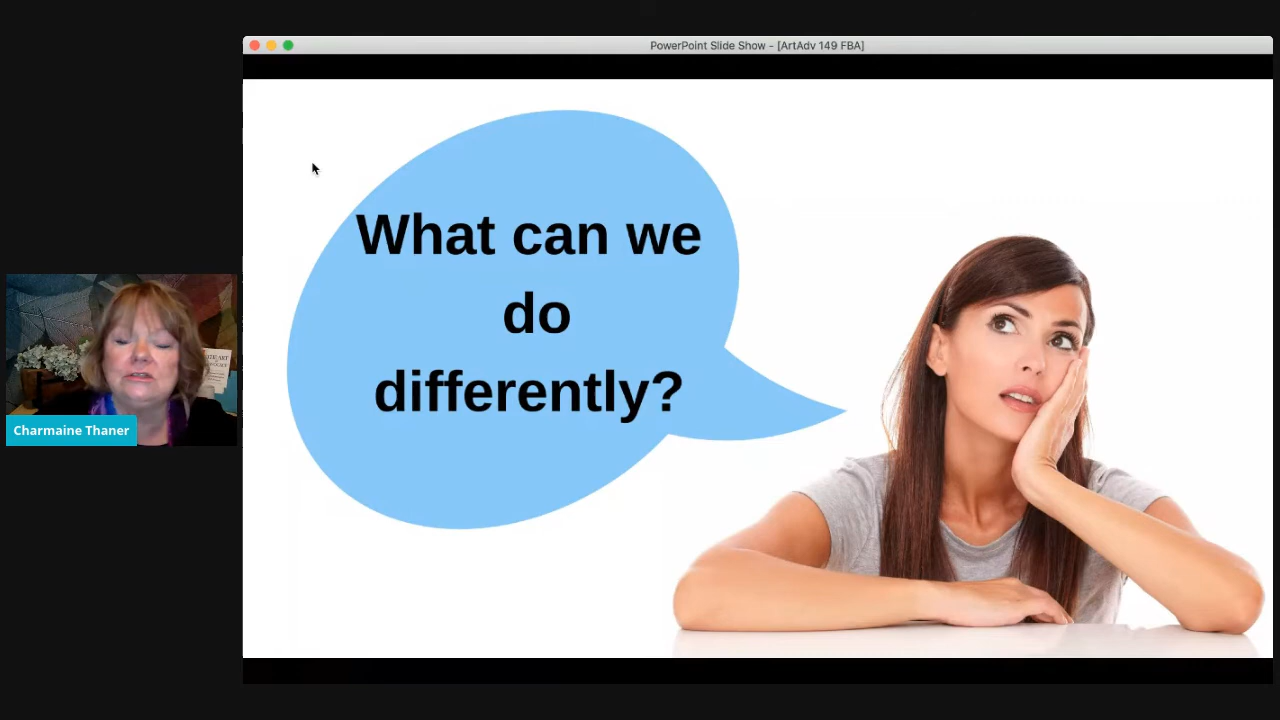 PowerPoint Slide Show - [ArtAdv 149 FBA]
What can we
do
differently?
Charmaine Thaner